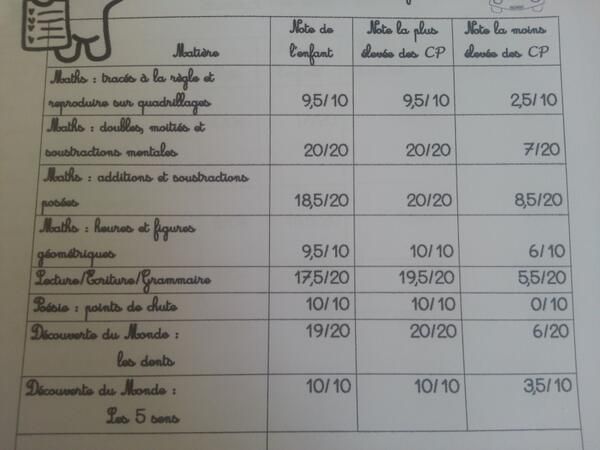 Matière Note de l'enfant Note la plus élevée des CP Note la moins élevée des CP
Maths : tracés à la règle et
reproduire sur quadrillages 9,5/10 9,5/10 2,5/10
Maths : doubles, moitiés et
soustractions mentales 20/20 20/20 7/20
Maths : additions et soustractions
posées 18,5/20 20/20 8,5/20
Maths : heures et figures
géométriques 9,5/10 10/10 6/10
Lecture/Ecriture/Grammaire 17,5/20 19,5/20 5,5/20
Poésie : points de chute 10/10 10/10 0/10
Découverte du Monde : 19/20 20/20 6/20
les dents
Découverte du Monde : 10/10 10/10 3,5/10
Les 5 sens